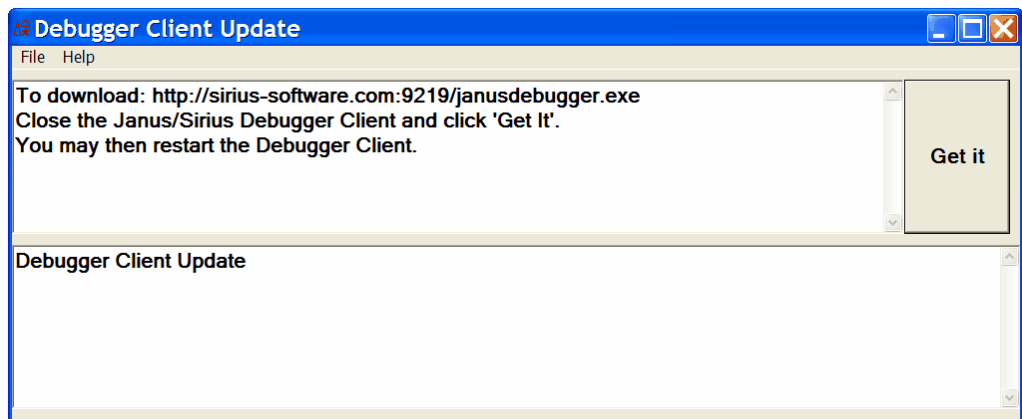 Debugger Client Update
File Help
To download: http://sirius-software.com:9219/janusdebugger.exe
Close the Janus/Sirius Debugger Client and click 'Get It'.
You may then restart the Debugger Client.
Get it
Debugger Client Update